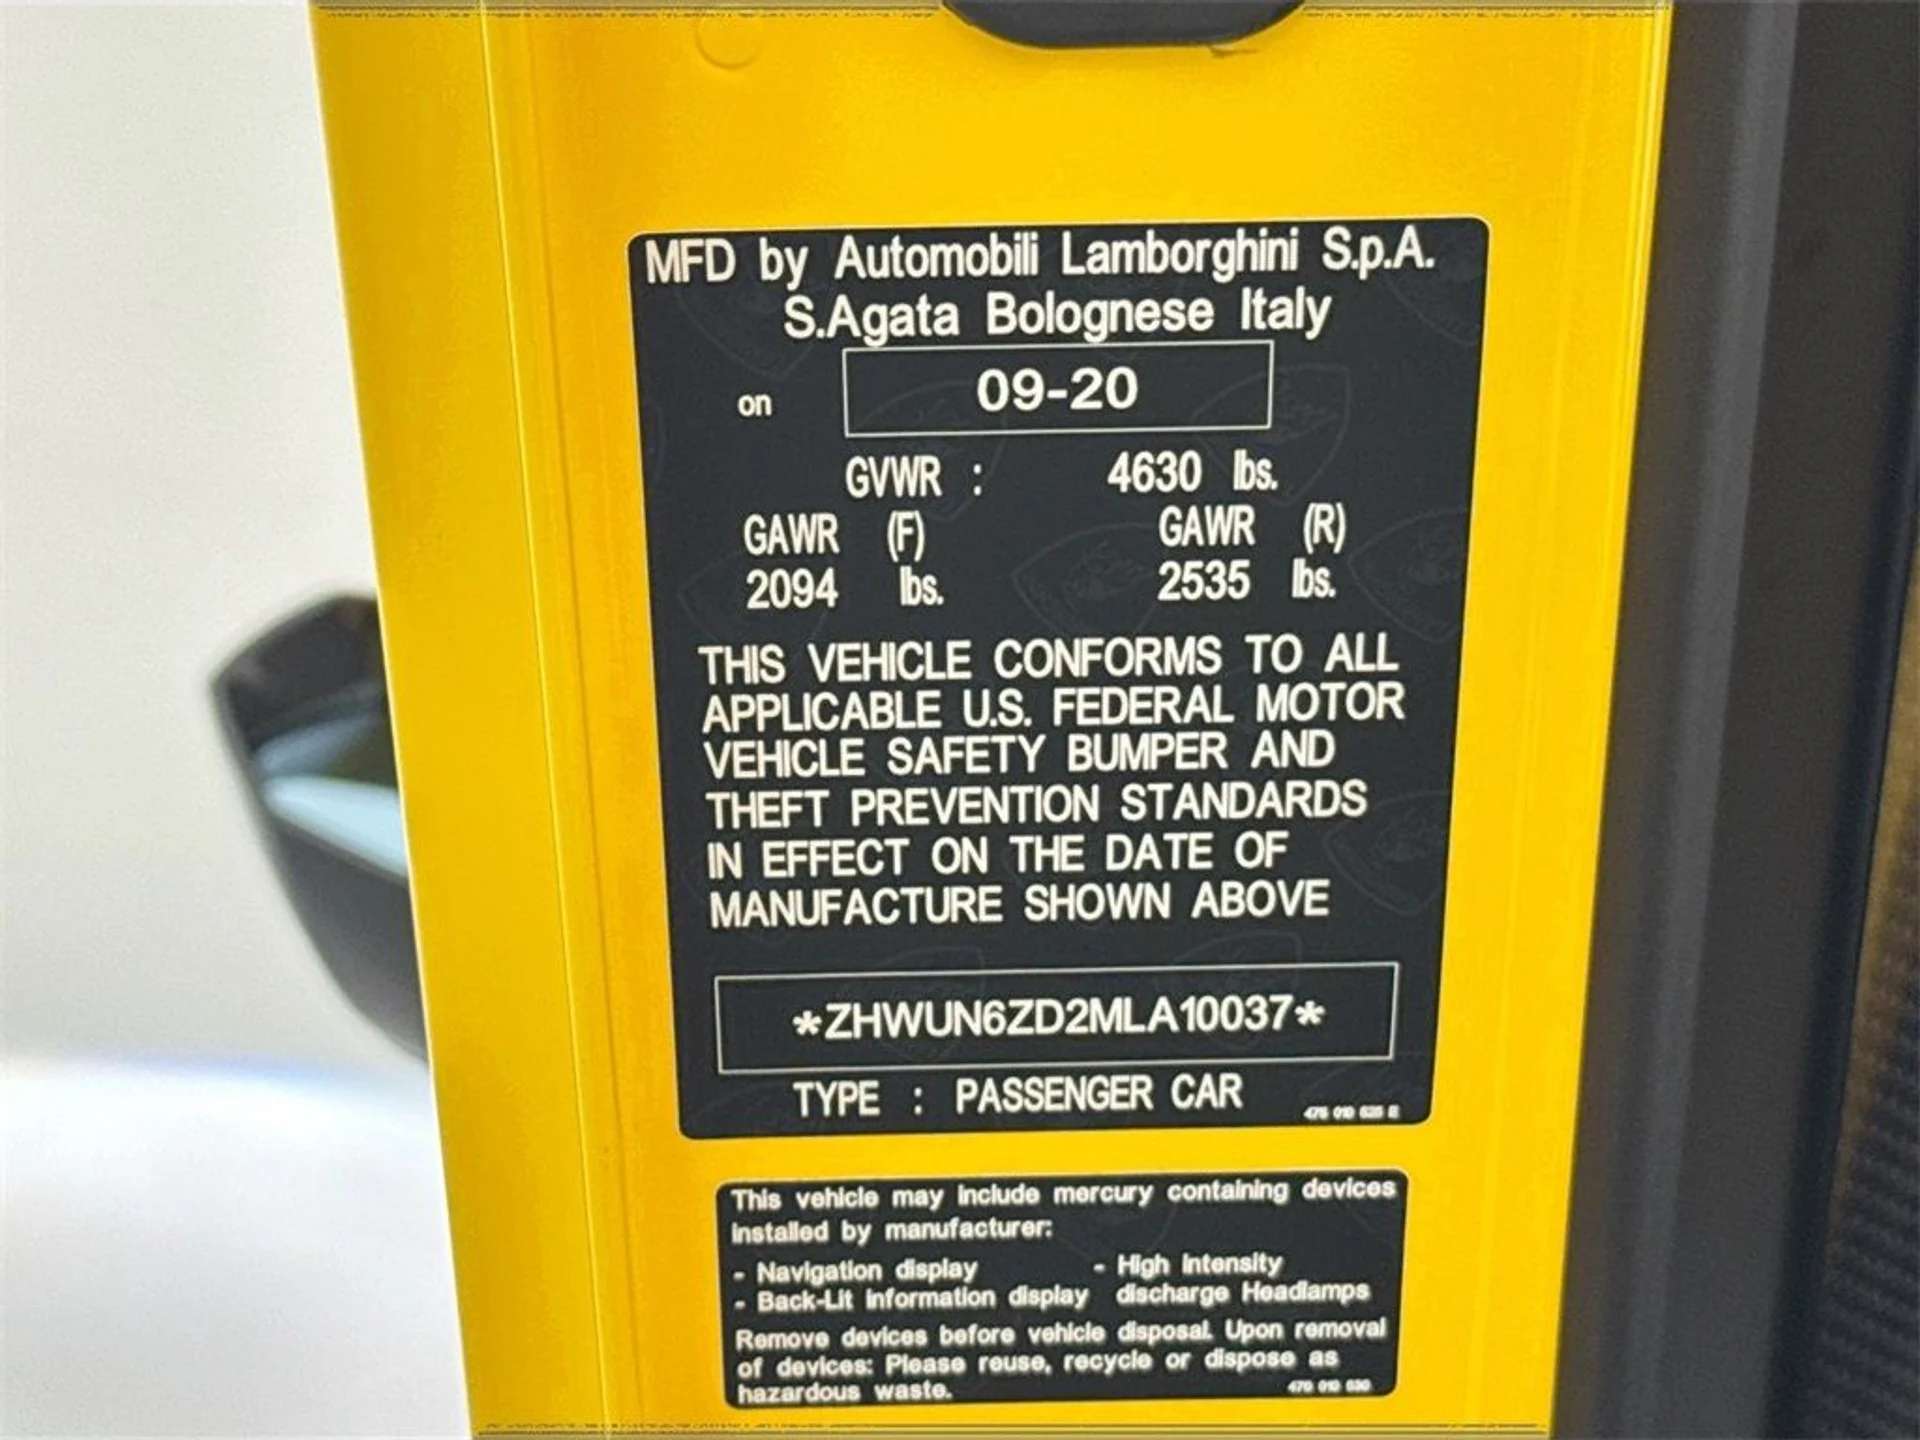 MFD by Automobili Lamborghini S.p.A.
S.Agata Bolognese Italy
on 09-20
GVWR : 4630 lbs.
GAWR (F) GAWR (R)
2094 lbs. 2535 lbs.
THIS VEHICLE CONFORMS TO ALL
APPLICABLE U.S. FEDERAL MOTOR
VEHICLE SAFETY BUMPER AND
THEFT PREVENTION STANDARDS
IN EFFECT ON THE DATE OF
MANUFACTURE SHOWN ABOVE
*ZHWUN6ZD2MLA10037*
TYPE : PASSENGER CAR
This vehicle may include mercury containing devices
installed by manufacturer:
- Navigation display - High intensity
- Back-Lit information display discharge Headlamps
Remove devices before vehicle disposal. Upon removal
of devices: Please reuse, recycle or dispose as
hazardous waste.